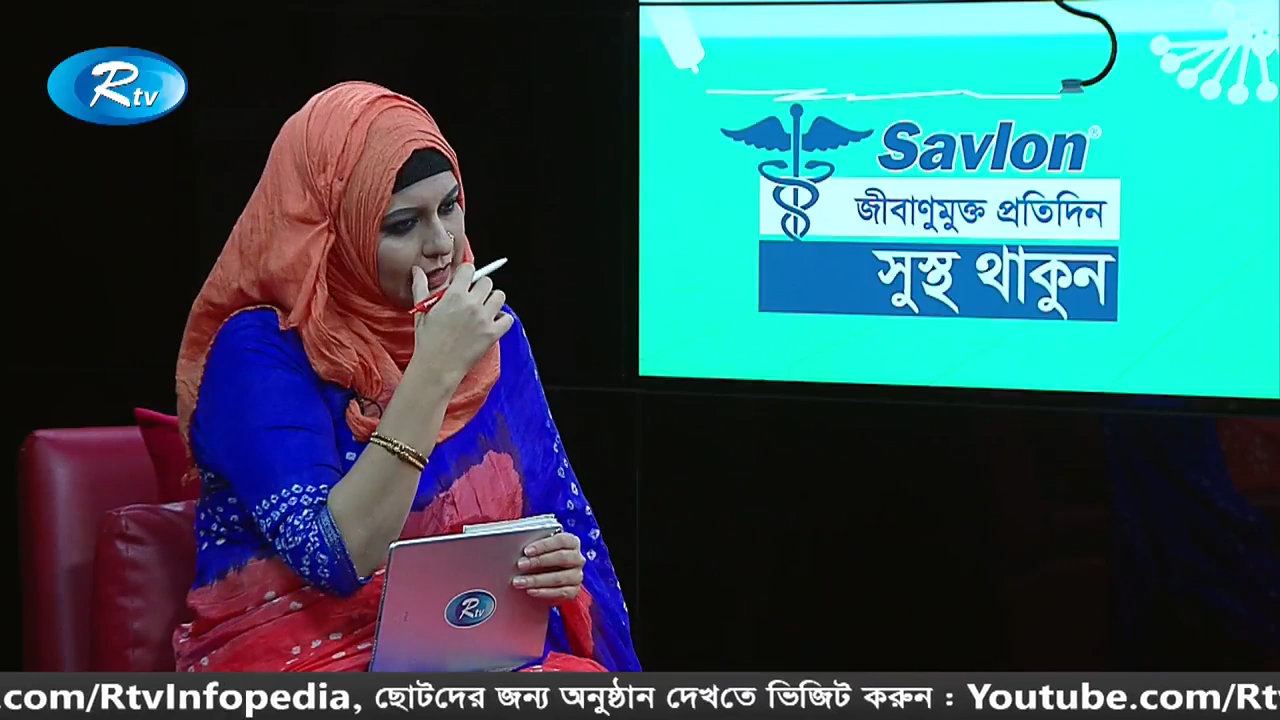 Rtv
Savlon®
জীবাণুমুক্ত প্রতিদিন
সুস্থ থাকুন
Rtv
.com/RtvInfopedia, ছোটদের জন্য অনুষ্ঠান দেখতে ভিজিট করুন : Youtube.com/Rt